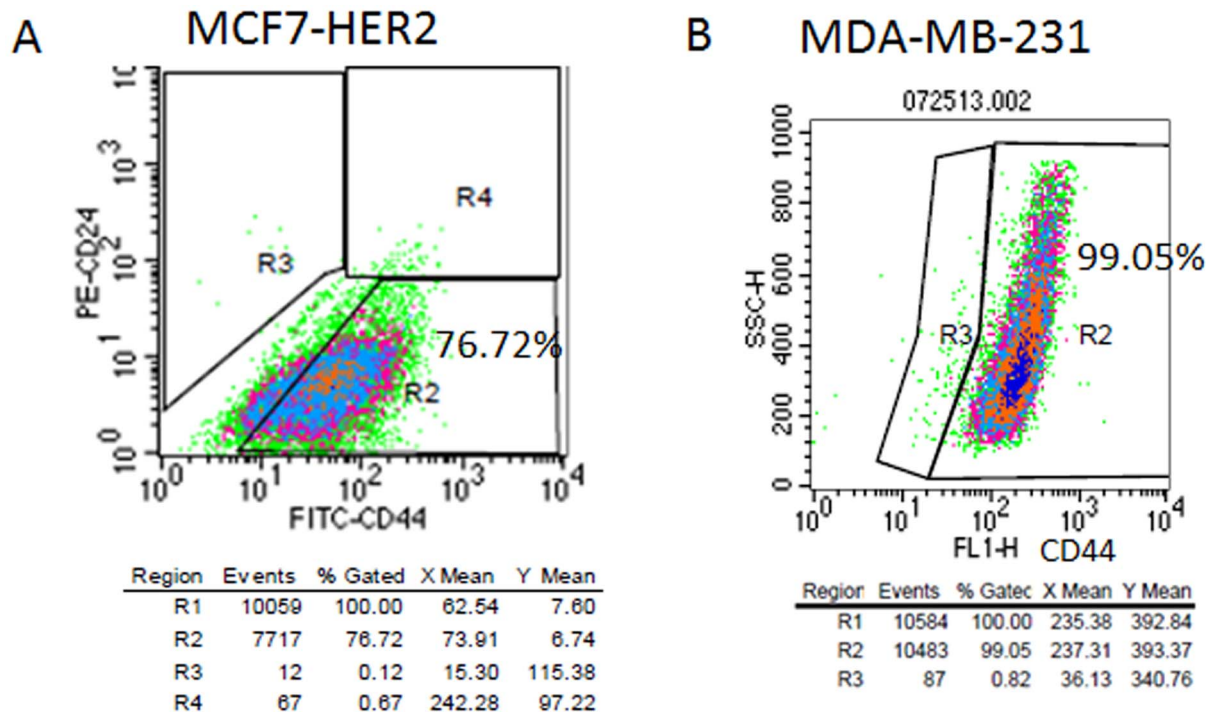 A
MCF7-HER2
10³
10²
10¹
10⁰
PE-CD24
R3
R4
76.72%
R2
10⁰ 10¹ 10² 10³ 10⁴
FITC-CD44
Region Events % Gated X Mean Y Mean
R1 10059 100.00 62.54 7.60
R2 7717 76.72 73.91 6.74
R3 12 0.12 15.30 115.38
R4 67 0.67 242.28 97.22
B
MDA-MB-231
072513.002
1000
800
600
400
200
0
SSC-H
99.05%
R3
R2
10⁰ 10¹ 10² 10³ 10⁴
FL1-H CD44
Region Events % Gatec X Mean Y Mean
R1 10584 100.00 235.38 392.84
R2 10483 99.05 237.31 393.37
R3 87 0.82 36.13 340.76